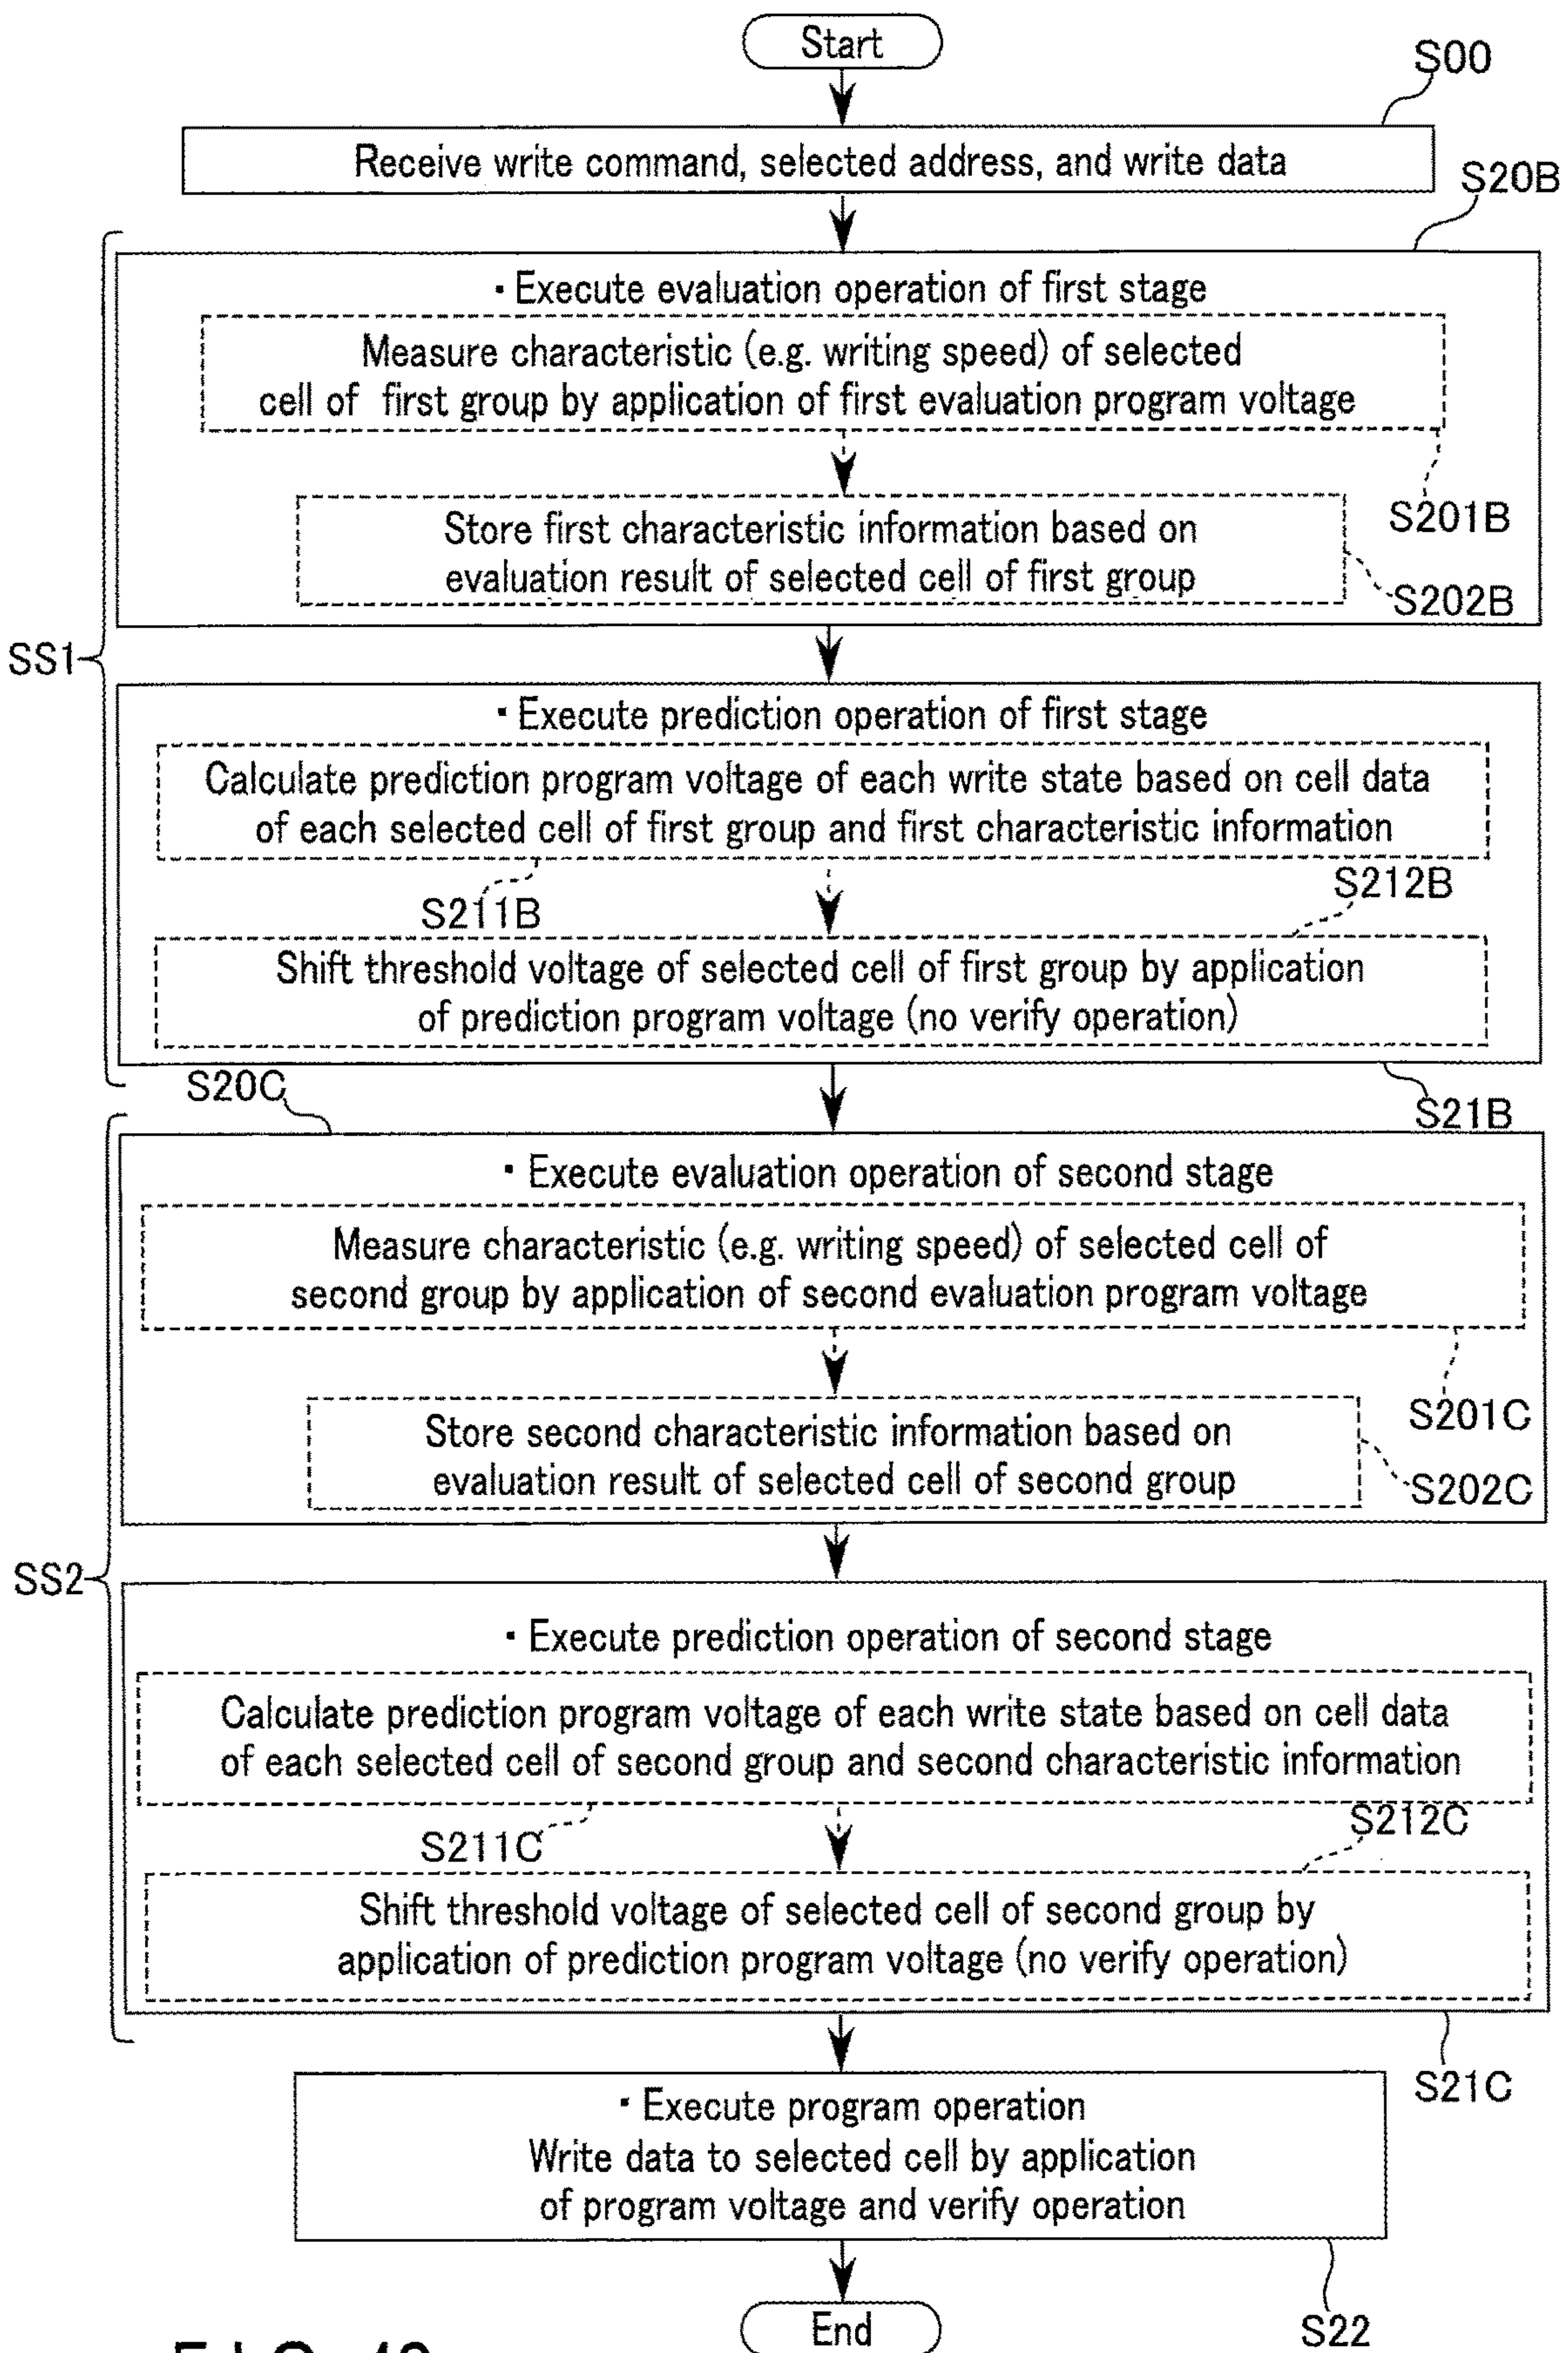 Start
S00
Receive write command, selected address, and write data
S20B
・Execute evaluation operation of first stage
Measure characteristic (e.g. writing speed) of selected
cell of first group by application of first evaluation program voltage
S201B
Store first characteristic information based on
evaluation result of selected cell of first group
S202B
SS1
・Execute prediction operation of first stage
Calculate prediction program voltage of each write state based on cell data
of each selected cell of first group and first characteristic information
S211B
S212B
Shift threshold voltage of selected cell of first group by application
of prediction program voltage (no verify operation)
S21B
S20C
・Execute evaluation operation of second stage
Measure characteristic (e.g. writing speed) of selected cell of
second group by application of second evaluation program voltage
S201C
Store second characteristic information based on
evaluation result of selected cell of second group
S202C
SS2
・Execute prediction operation of second stage
Calculate prediction program voltage of each write state based on cell data
of each selected cell of second group and second characteristic information
S211C
S212C
Shift threshold voltage of selected cell of second group by
application of prediction program voltage (no verify operation)
S21C
・Execute program operation
Write data to selected cell by application
of program voltage and verify operation
S22
End